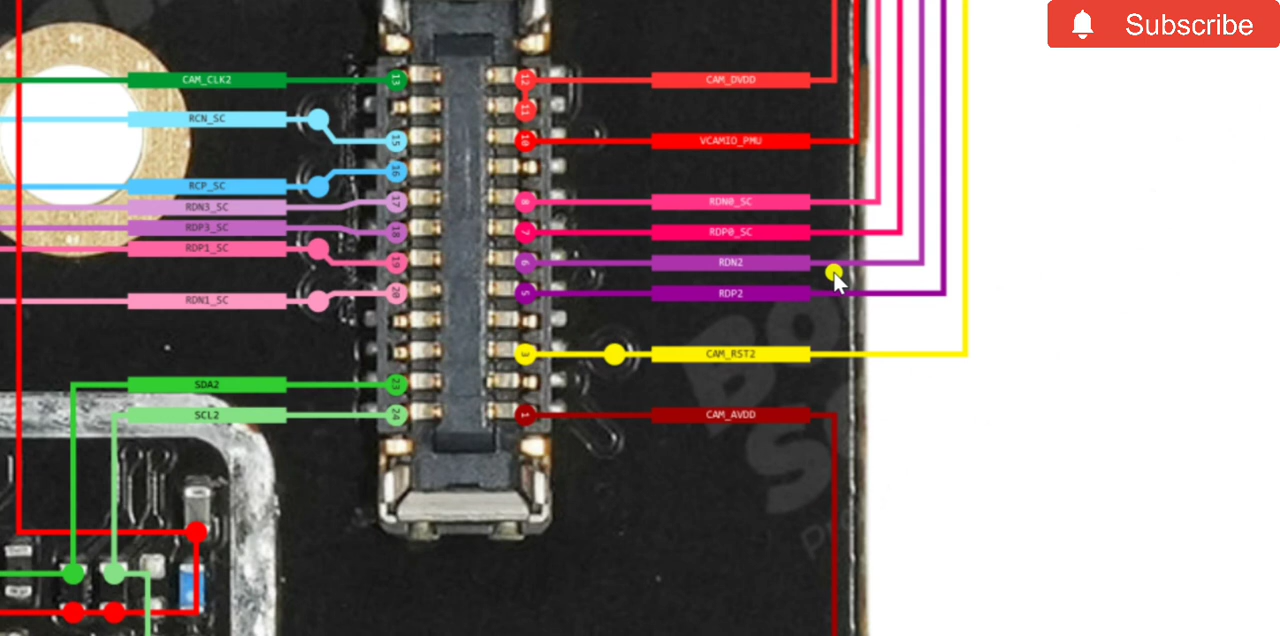 Subscribe
CAM_CLK2
13
12
CAM_DVDD
11
RCN_SC
15
10
VCAMIO_PMU
16
RCP_SC
RDN3_SC
17
8
RDN0_SC
RDP3_SC
18
7
RDP0_SC
RDP1_SC
19
6
RDN2
RDN1_SC
20
5
RDP2
3
CAM_RST2
SDA2
23
SCL2
24
1
CAM_AVDD